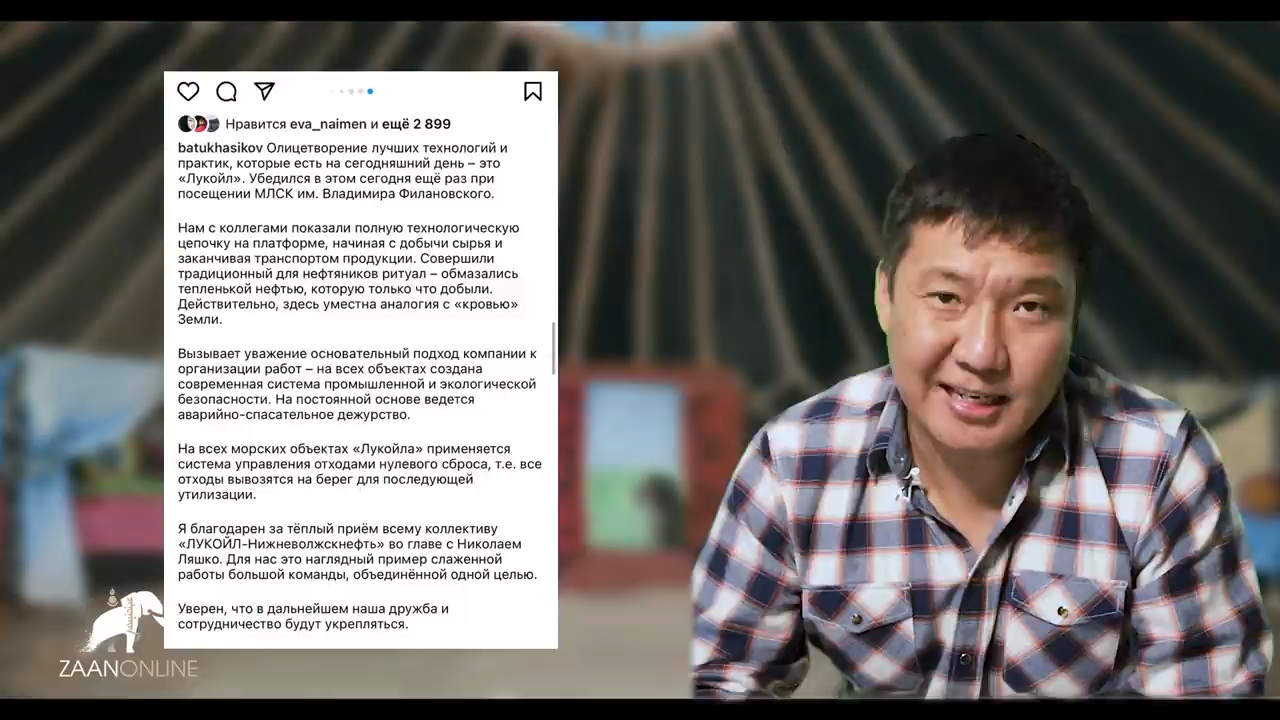 Нравится eva_naimen и ещё 2 899
batukhasikov Олицетворение лучших технологий и
практик, которые есть на сегодняшний день – это
«Лукойл». Убедился в этом сегодня ещё раз при
посещении МЛСК им. Владимира Филановского.
Нам с коллегами показали полную технологическую
цепочку на платформе, начиная с добычи сырья и
заканчивая транспортом продукции. Совершили
традиционный для нефтяников ритуал – обмазались
тепленькой нефтью, которую только что добыли.
Действительно, здесь уместна аналогия с «кровью»
Земли.
Вызывает уважение основательный подход компании к
организации работ – на всех объектах создана
современная система промышленной и экологической
безопасности. На постоянной основе ведется
аварийно-спасательное дежурство.
На всех морских объектах «Лукойла» применяется
система управления отходами нулевого сброса, т.е. все
отходы вывозятся на берег для последующей
утилизации.
Я благодарен за тёплый приём всему коллективу
«ЛУКОЙЛ-Нижневолжскнефть» во главе с Николаем
Ляшко. Для нас это наглядный пример слаженной
работы большой команды, объединённой одной целью.
Уверен, что в дальнейшем наша дружба и
сотрудничество будут укрепляться.
ZAANONLINE